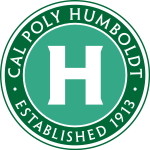 · CAL POLY HUMBOLDT ·
H
ESTABLISHED 1913